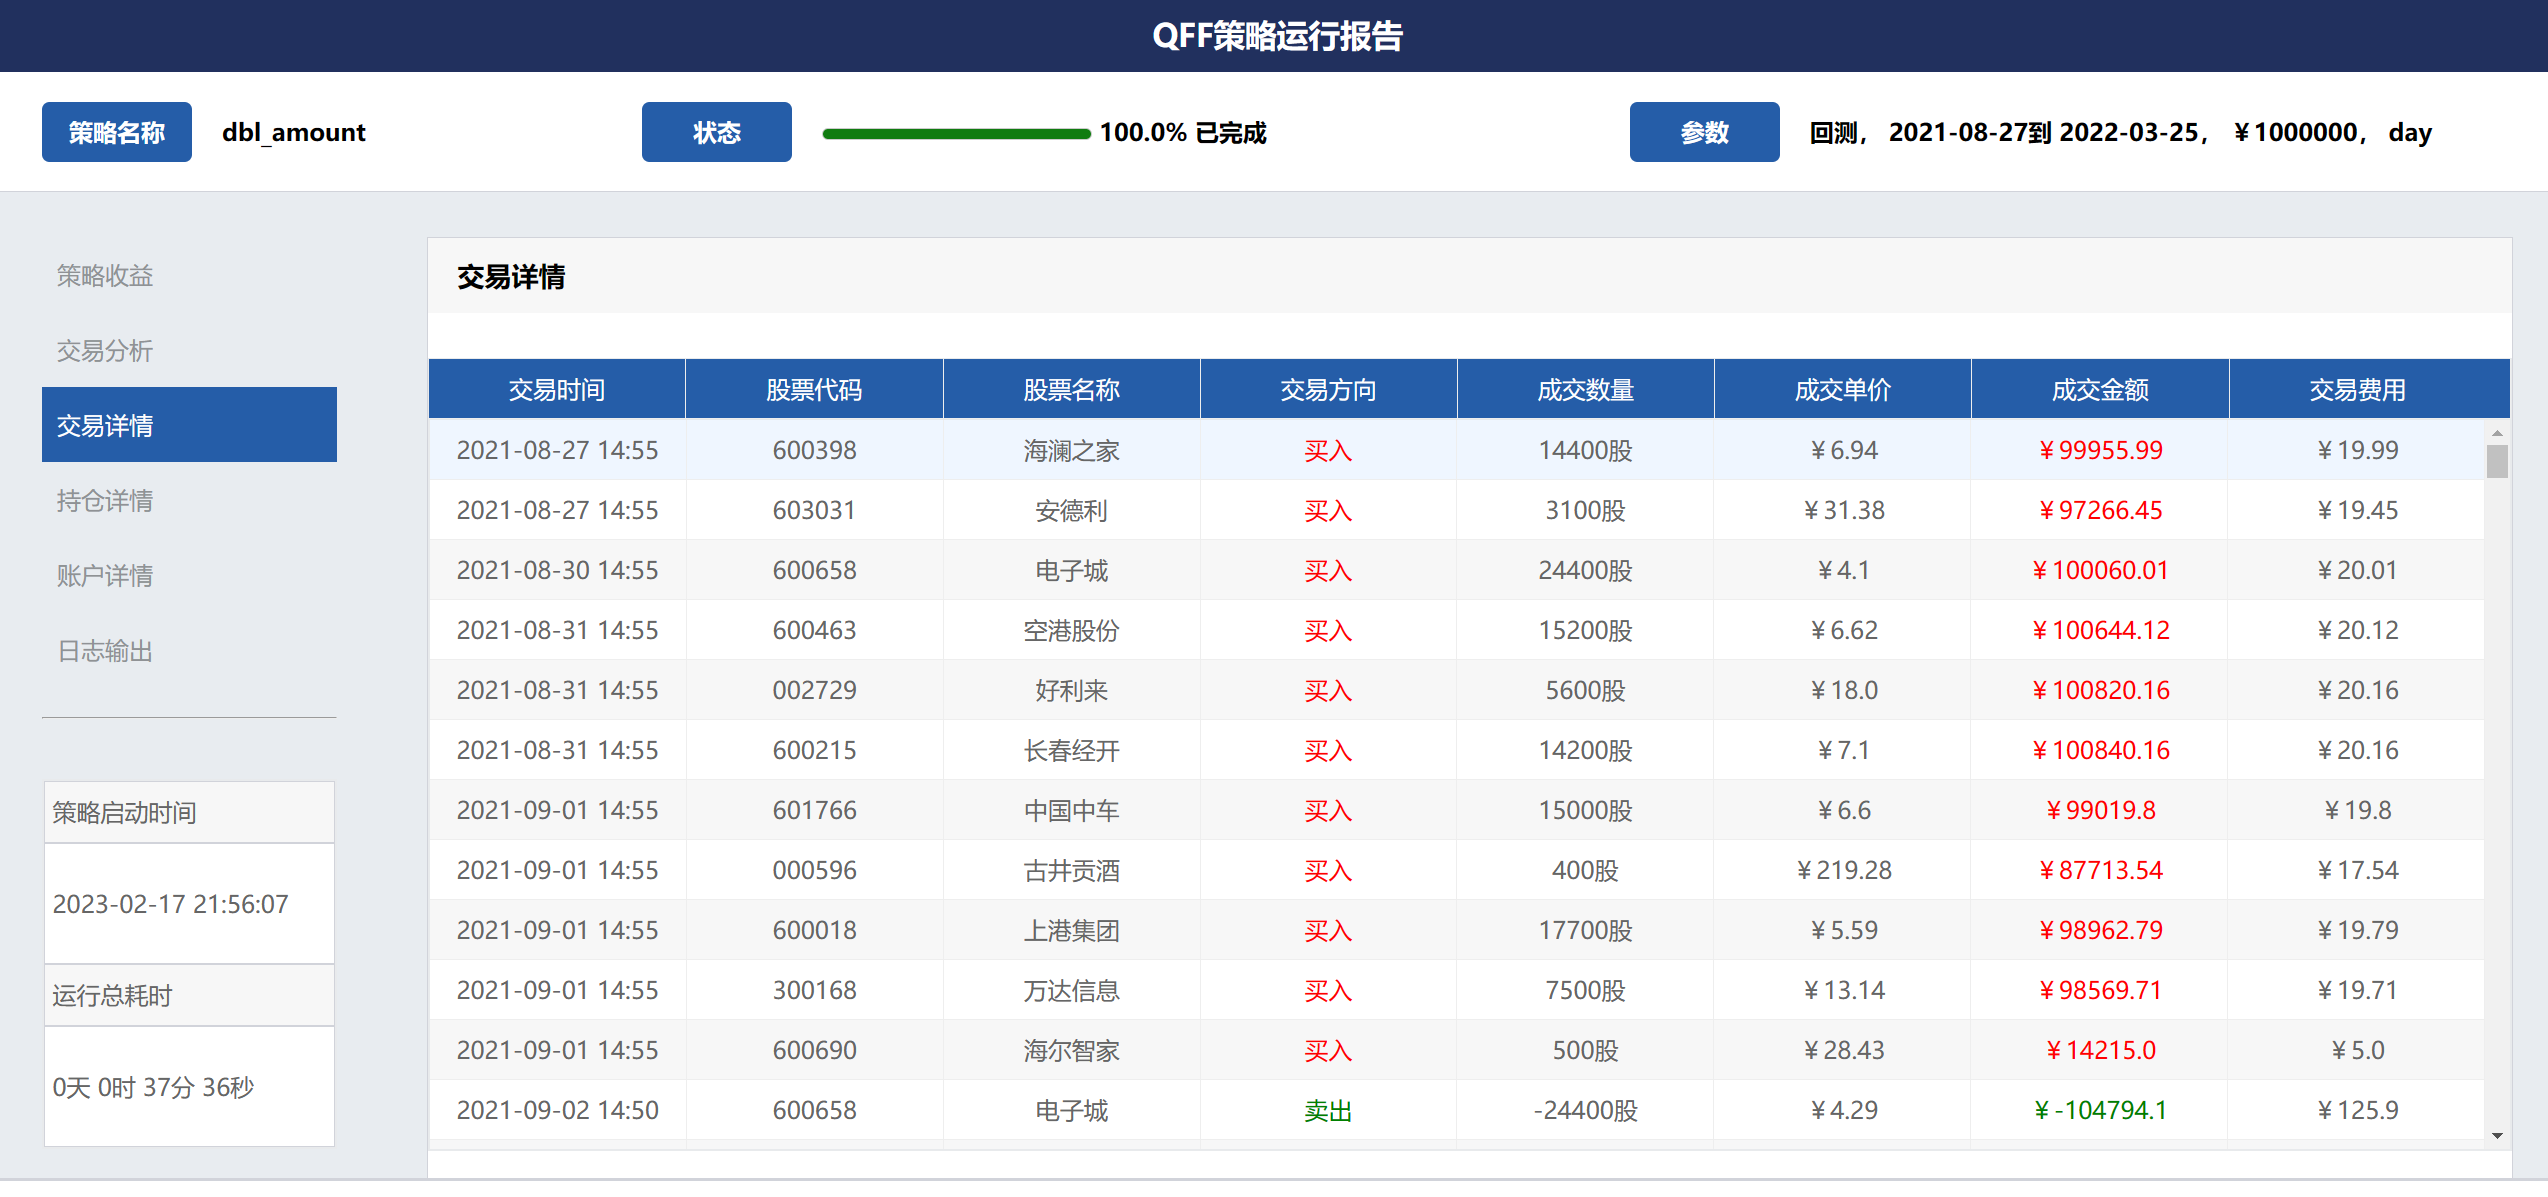 QFF策略运行报告
策略名称 dbl_amount 状态 100.0% 已完成 参数 回测， 2021-08-27到 2022-03-25， ￥1000000， day
策略收益
交易分析
交易详情
持仓详情
账户详情
日志输出
策略启动时间
2023-02-17 21:56:07
运行总耗时
0天 0时 37分 36秒
交易详情
交易时间 股票代码 股票名称 交易方向 成交数量 成交单价 成交金额 交易费用
2021-08-27 14:55 600398 海澜之家 买入 14400股 ￥6.94 ￥99955.99 ￥19.99
2021-08-27 14:55 603031 安德利 买入 3100股 ￥31.38 ￥97266.45 ￥19.45
2021-08-30 14:55 600658 电子城 买入 24400股 ￥4.1 ￥100060.01 ￥20.01
2021-08-31 14:55 600463 空港股份 买入 15200股 ￥6.62 ￥100644.12 ￥20.12
2021-08-31 14:55 002729 好利来 买入 5600股 ￥18.0 ￥100820.16 ￥20.16
2021-08-31 14:55 600215 长春经开 买入 14200股 ￥7.1 ￥100840.16 ￥20.16
2021-09-01 14:55 601766 中国中车 买入 15000股 ￥6.6 ￥99019.8 ￥19.8
2021-09-01 14:55 000596 古井贡酒 买入 400股 ￥219.28 ￥87713.54 ￥17.54
2021-09-01 14:55 600018 上港集团 买入 17700股 ￥5.59 ￥98962.79 ￥19.79
2021-09-01 14:55 300168 万达信息 买入 7500股 ￥13.14 ￥98569.71 ￥19.71
2021-09-01 14:55 600690 海尔智家 买入 500股 ￥28.43 ￥14215.0 ￥5.0
2021-09-02 14:50 600658 电子城 卖出 -24400股 ￥4.29 ￥-104794.1 ￥125.9